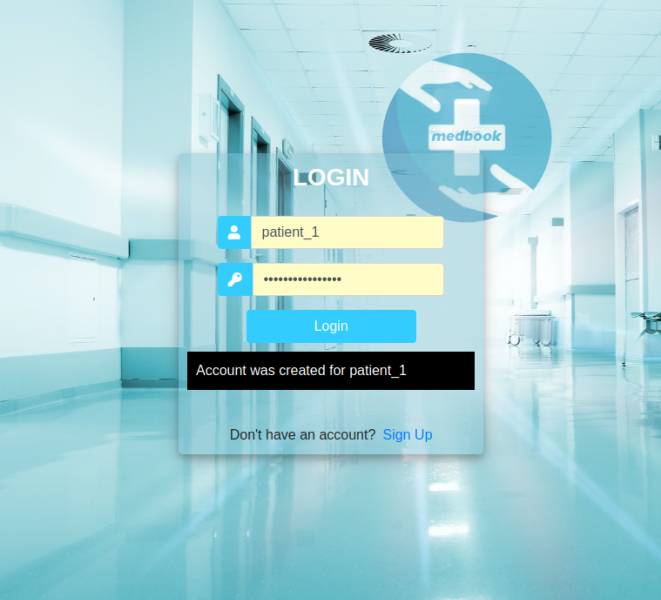 medbook
LOGIN
patient_1
••••••••••••••••
Login
Account was created for patient_1
Don't have an account? Sign Up